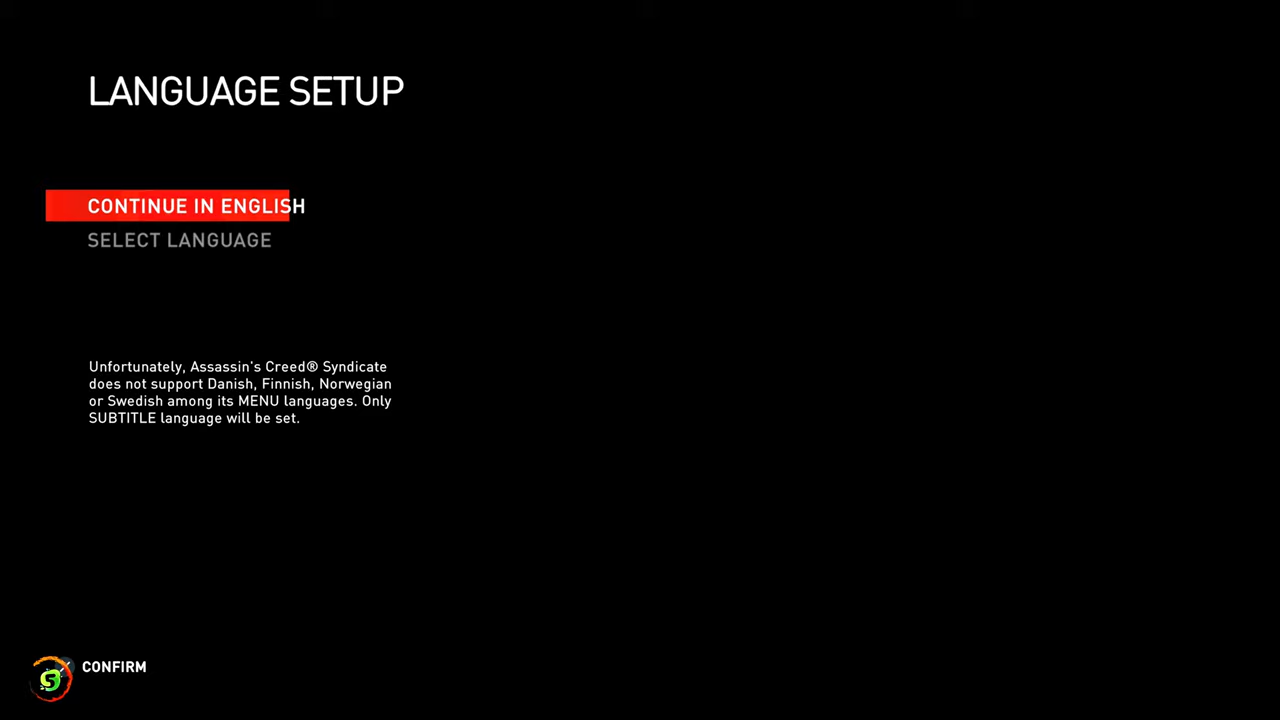 LANGUAGE SETUP
CONTINUE IN ENGLISH
SELECT LANGUAGE
Unfortunately, Assassin's Creed® Syndicate
does not support Danish, Finnish, Norwegian
or Swedish among its MENU languages. Only
SUBTITLE language will be set.
S
CONFIRM